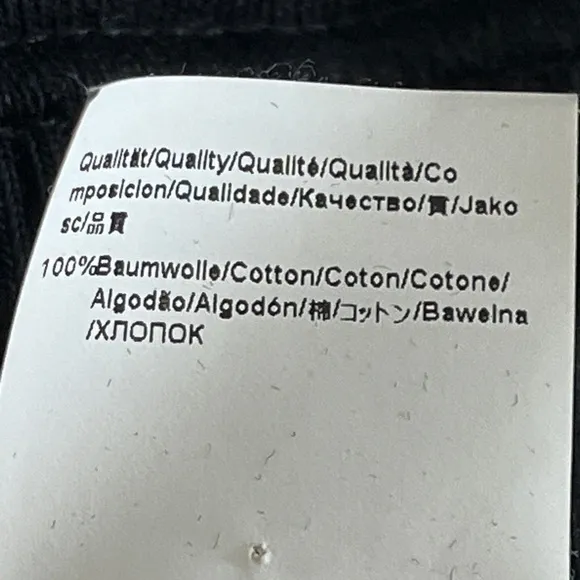 Qualität/Quality/Qualité/Qualità/Co
mposicion/Qualidade/Качество/質/Jako
sc/品質
100%Baumwolle/Cotton/Coton/Cotone/
Algodão/Algodón/棉/コットン/Bawelna
/ХЛОПОК